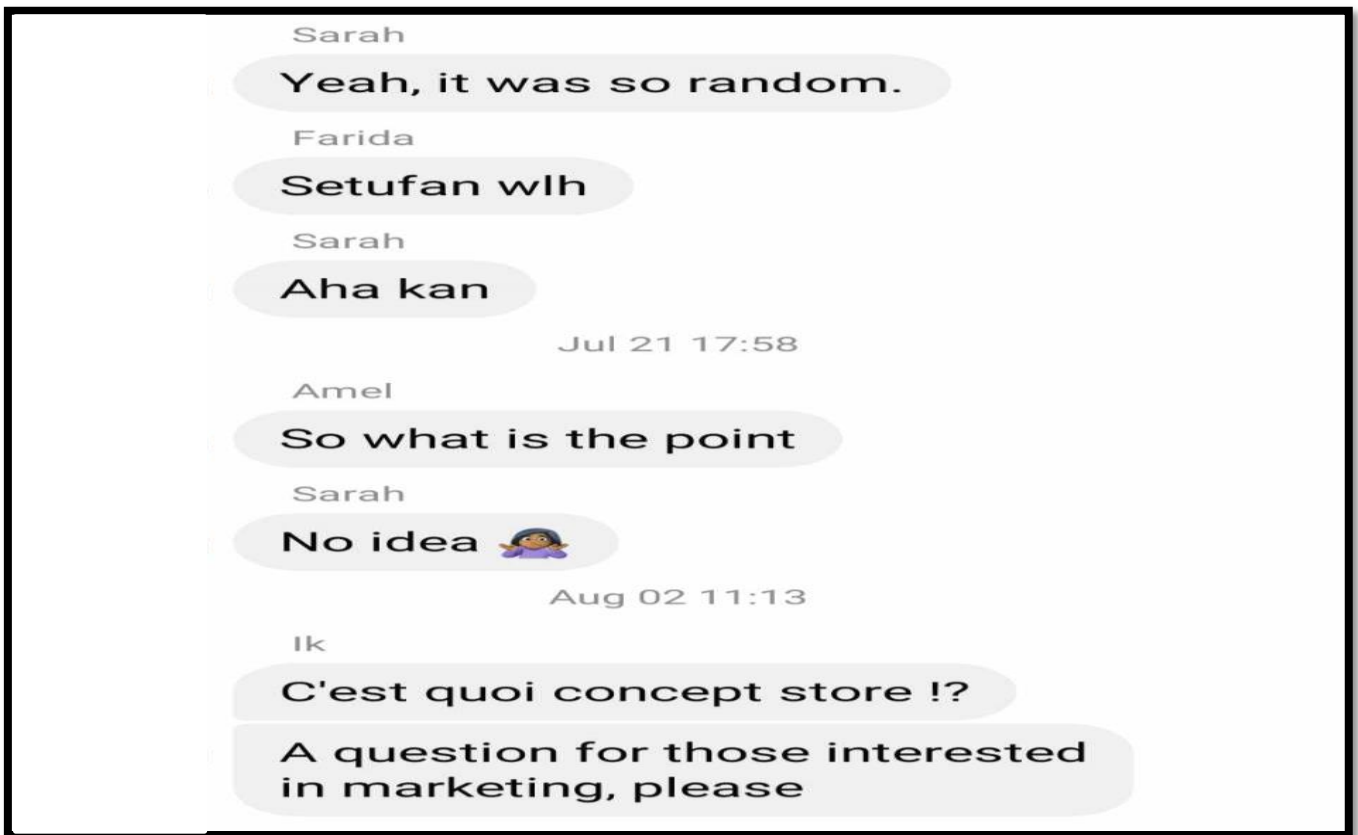 Sarah
Yeah, it was so random.
Farida
Setufan wlh
Sarah
Aha kan
Jul 21 17:58
Amel
So what is the point
Sarah
No idea 🤷🏾‍♀️
Aug 02 11:13
Ik
C'est quoi concept store !?
A question for those interested
in marketing, please